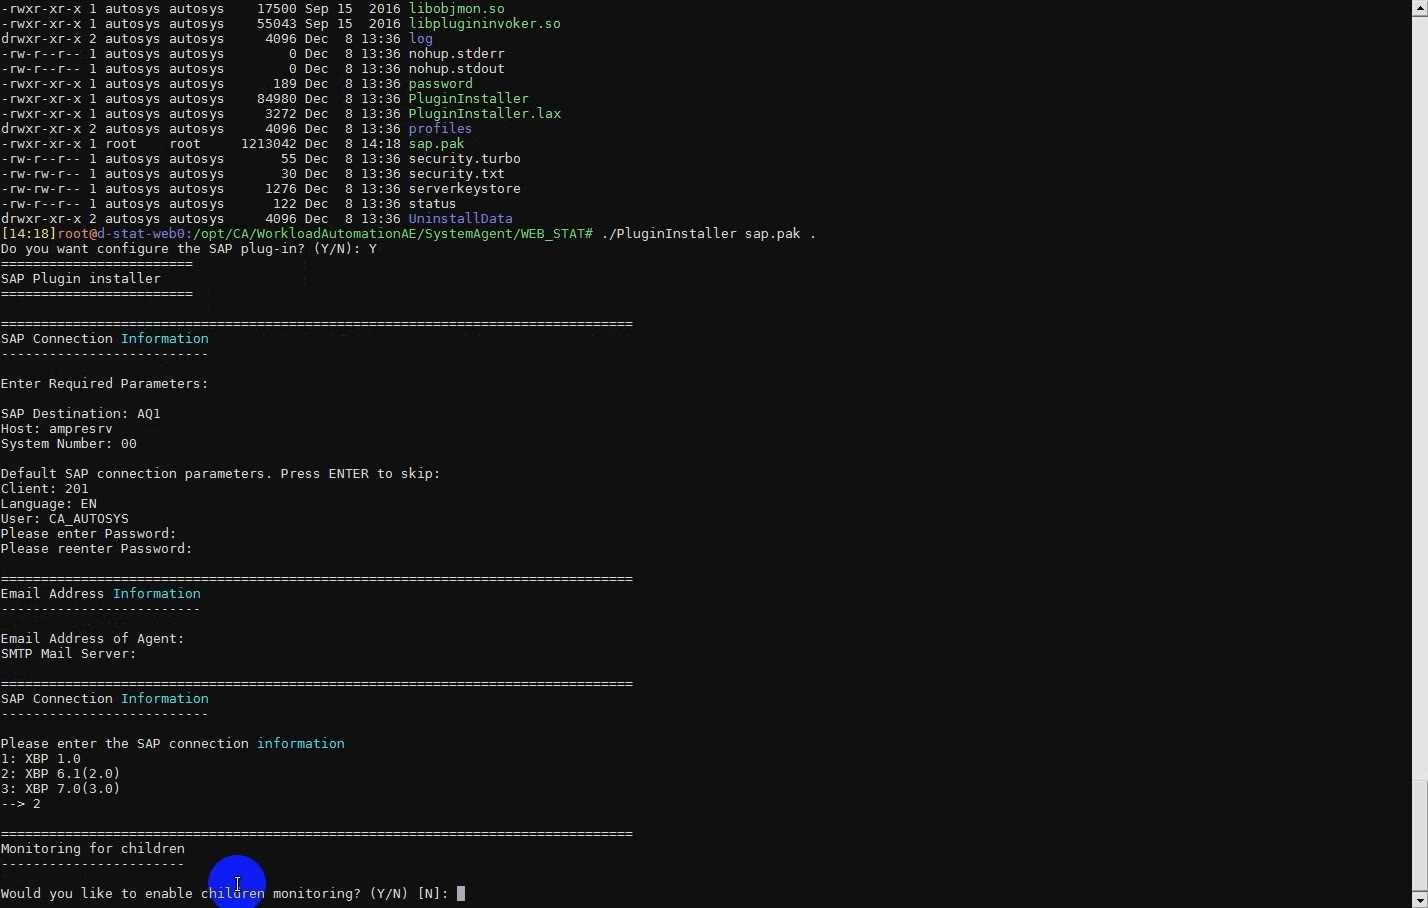 -rwxr-xr-x 1 autosys autosys    17500 Sep 15  2016 libobjmon.so
-rwxr-xr-x 1 autosys autosys    55043 Sep 15  2016 libplugininvoker.so
drwxr-xr-x 2 autosys autosys     4096 Dec  8 13:36 log
-rw-r--r-- 1 autosys autosys        0 Dec  8 13:36 nohup.stderr
-rw-r--r-- 1 autosys autosys        0 Dec  8 13:36 nohup.stdout
-rwxr-xr-x 1 autosys autosys      189 Dec  8 13:36 password
-rwxr-xr-x 1 autosys autosys    84980 Dec  8 13:36 PluginInstaller
-rwxr-xr-x 1 autosys autosys     3272 Dec  8 13:36 PluginInstaller.lax
drwxr-xr-x 2 autosys autosys     4096 Dec  8 13:36 profiles
-rwxr-xr-x 1 root    root     1213042 Dec  8 14:18 sap.pak
-rw-r--r-- 1 autosys autosys       55 Dec  8 13:36 security.turbo
-rw-rw-r-- 1 autosys autosys       30 Dec  8 13:36 security.txt
-rw-rw-r-- 1 autosys autosys     1276 Dec  8 13:36 serverkeystore
-rw-r--r-- 1 autosys autosys      122 Dec  8 13:36 status
drwxr-xr-x 2 autosys autosys     4096 Dec  8 13:36 UninstallData
[14:18]root@d-stat-web0:/opt/CA/WorkloadAutomationAE/SystemAgent/WEB_STAT# ./PluginInstaller sap.pak .
Do you want configure the SAP plug-in? (Y/N): Y
========================
SAP Plugin installer
========================
===============================================================================
SAP Connection Information
--------------------------
Enter Required Parameters:
SAP Destination: AQ1
Host: ampresrv
System Number: 00
Default SAP connection parameters. Press ENTER to skip:
Client: 201
Language: EN
User: CA_AUTOSYS
Please enter Password:
Please reenter Password:
===============================================================================
Email Address Information
-------------------------
Email Address of Agent:
SMTP Mail Server:
===============================================================================
SAP Connection Information
--------------------------
Please enter the SAP connection information
1: XBP 1.0
2: XBP 6.1(2.0)
3: XBP 7.0(3.0)
--> 2
===============================================================================
Monitoring for children
-----------------------
Would you like to enable children monitoring? (Y/N) [N]: